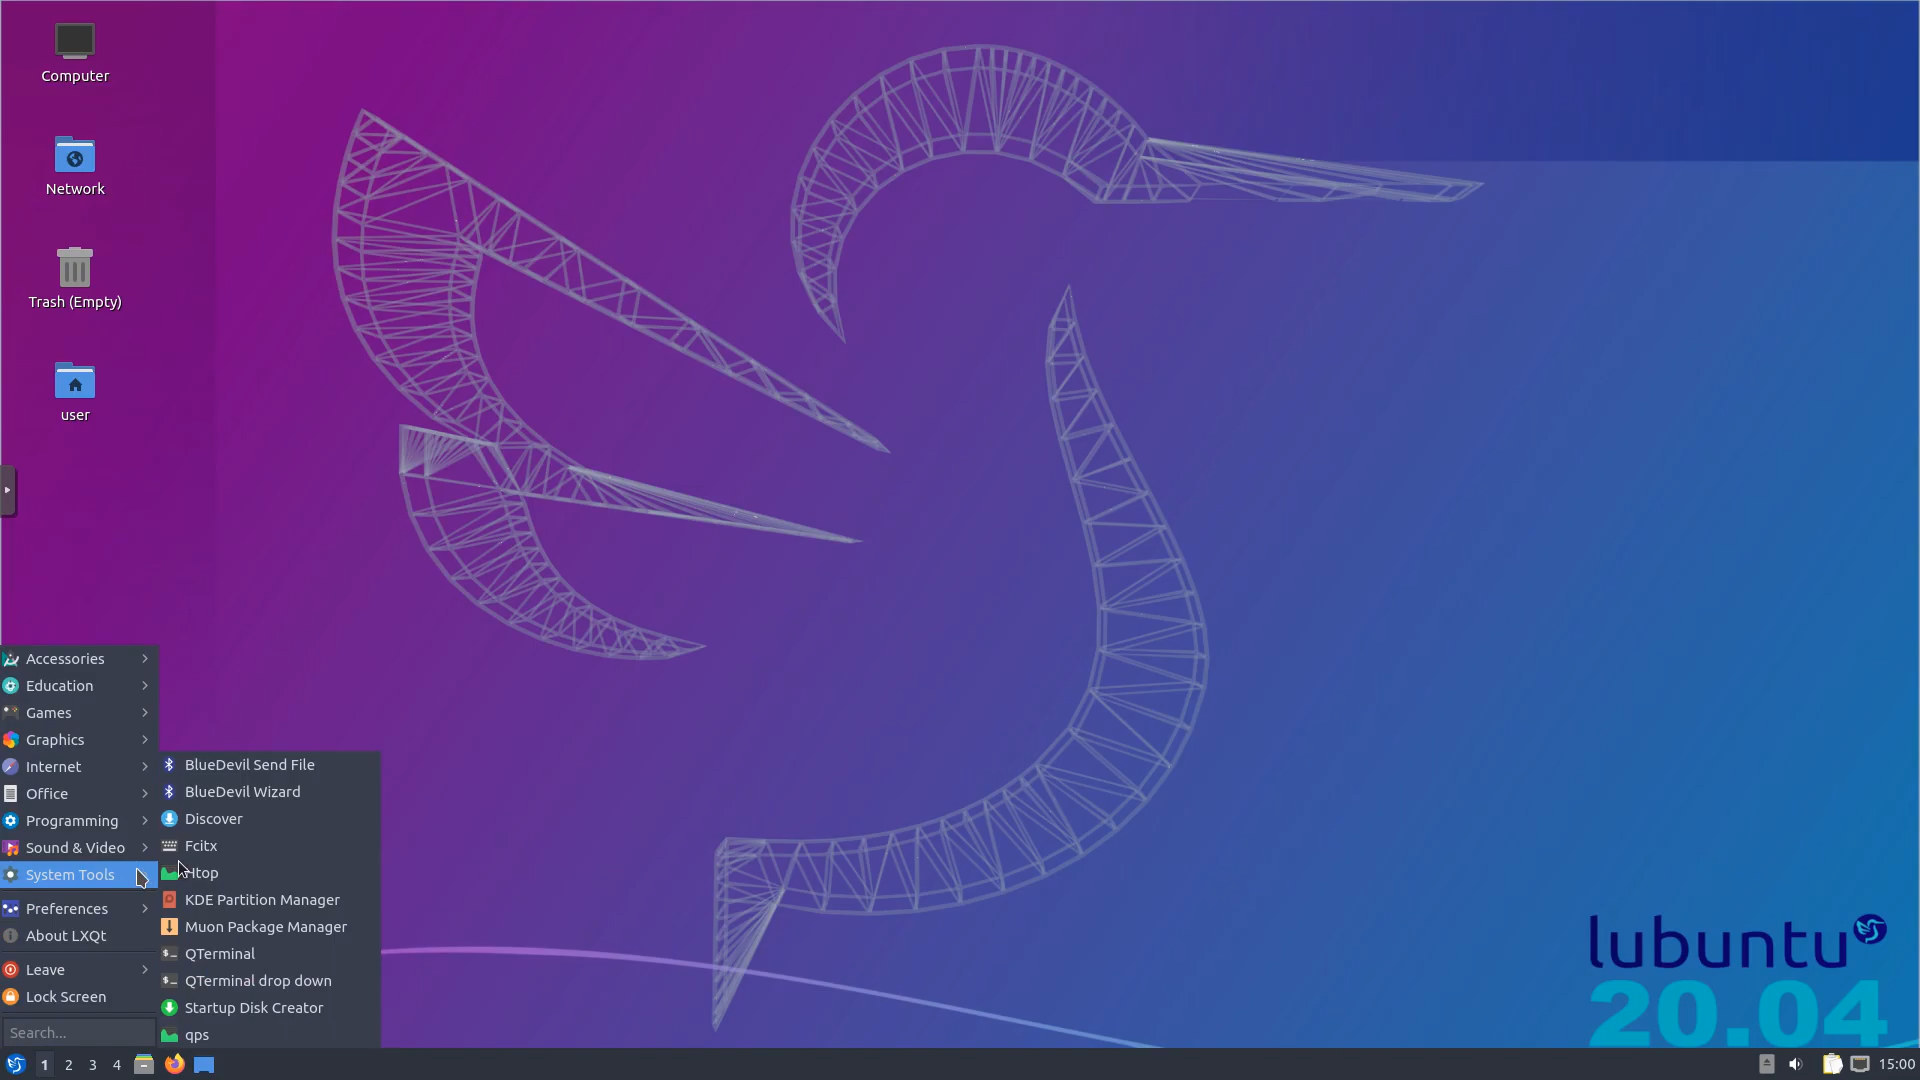 Computer
Network
Trash (Empty)
user
Accessories
Education
Games
Graphics
Internet
Office
Programming
Sound & Video
System Tools
Preferences
About LXQt
Leave
Lock Screen
Search...
BlueDevil Send File
BlueDevil Wizard
Discover
Fcitx
Htop
KDE Partition Manager
Muon Package Manager
QTerminal
QTerminal drop down
Startup Disk Creator
qps
lubuntu
20.04
1 2 3 4
15:00